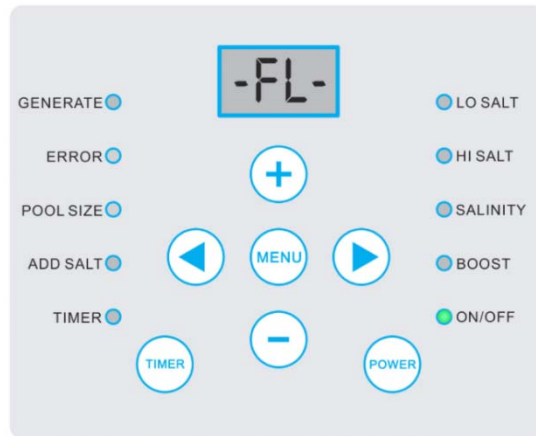 -FL-
GENERATE
LO SALT
ERROR
HI SALT
POOL SIZE
SALINITY
MENU
ADD SALT
BOOST
TIMER
ON/OFF
TIMER
POWER